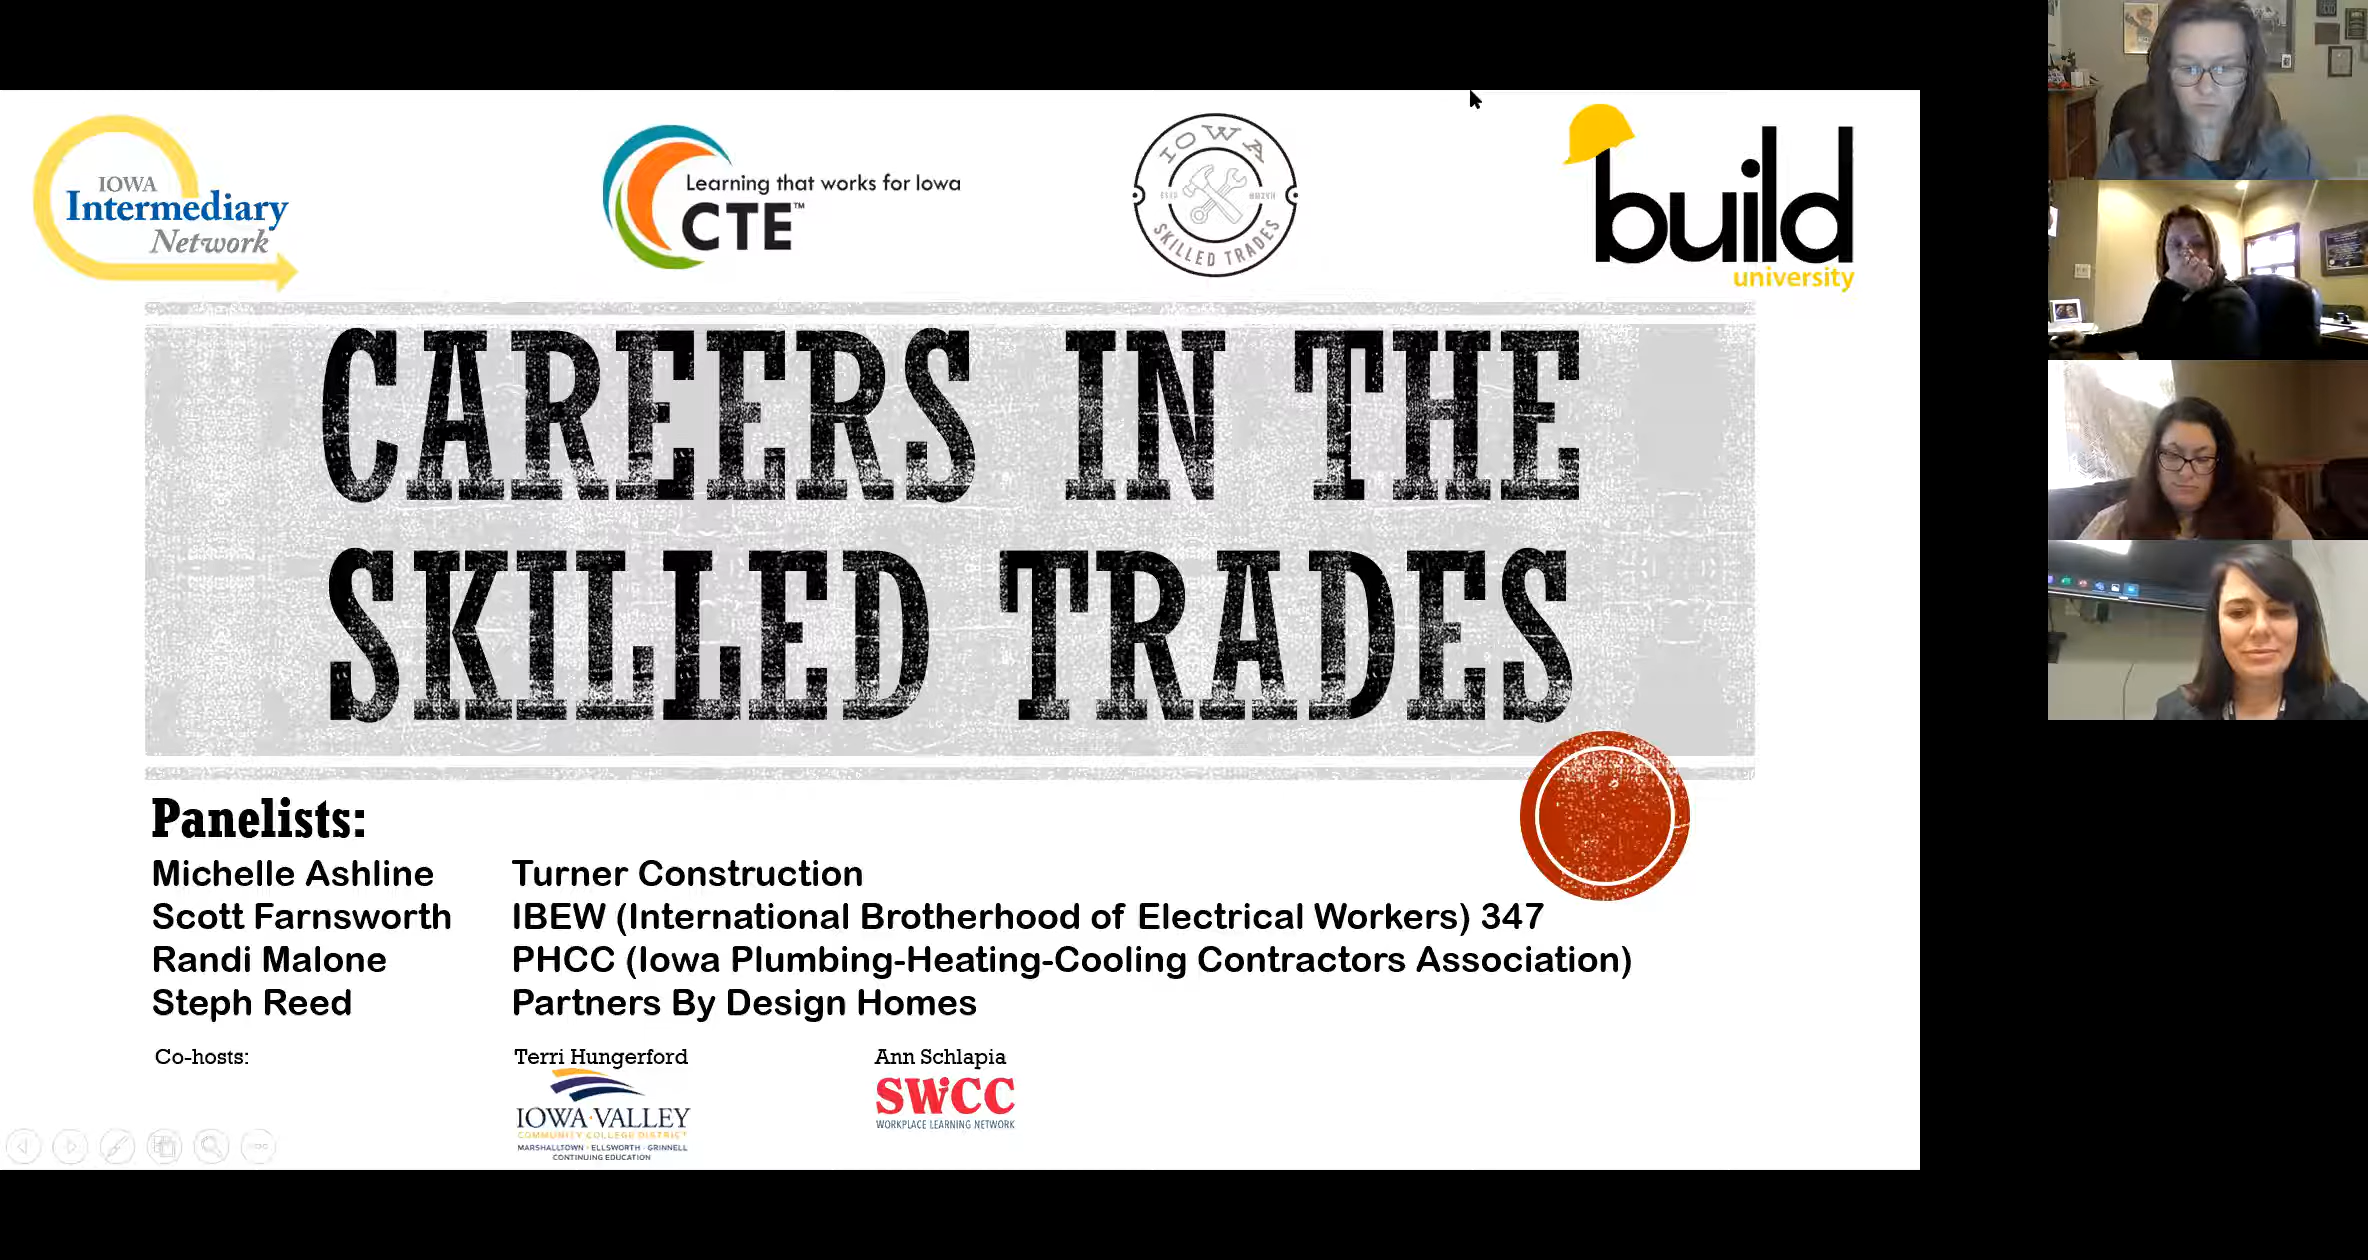 IOWA
Intermediary
Network
Learning that works for Iowa
CTE™
IOWA
SKILLED TRADES
build
university
CAREERS IN THE
SKILLED TRADES
Panelists:
Michelle Ashline Turner Construction
Scott Farnsworth IBEW (International Brotherhood of Electrical Workers) 347
Randi Malone PHCC (Iowa Plumbing-Heating-Cooling Contractors Association)
Steph Reed Partners By Design Homes
Co-hosts: Terri Hungerford Ann Schlapia
IOWA·VALLEY
COMMUNITY COLLEGE DISTRICT
MARSHALLTOWN · ELLSWORTH · GRINNELL
CONTINUING EDUCATION
SWCC
WORKPLACE LEARNING NETWORK